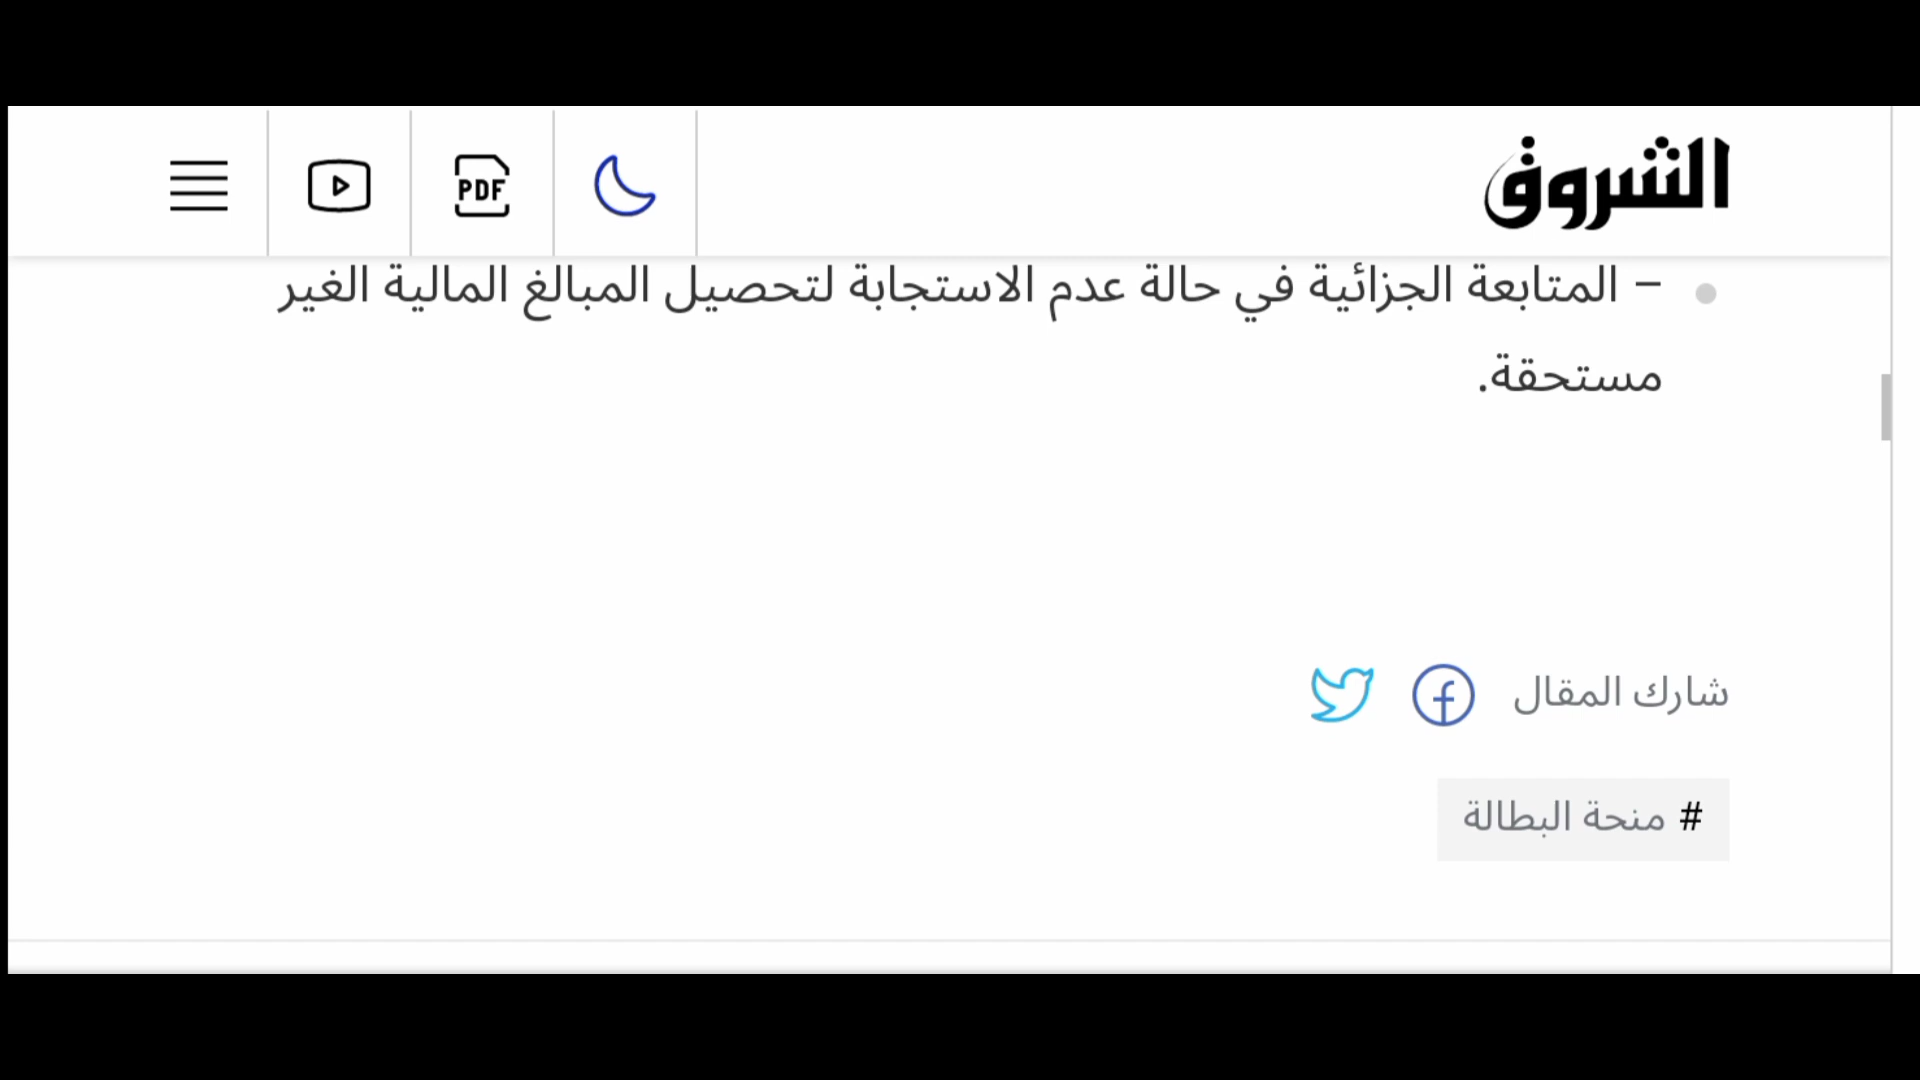 الشروق
PDF
– المتابعة الجزائية في حالة عدم الاستجابة لتحصيل المبالغ المالية الغير
مستحقة.
شارك المقال
# منحة البطالة